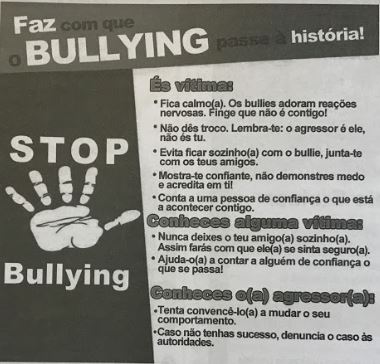 Faz com que
o BULLYING passe à história!
STOP
Bullying
És vítima:
• Fica calmo(a). Os bullies adoram reações
nervosas. Finge que não é contigo!
• Não dês troco. Lembra-te: o agressor é ele,
não és tu.
• Evita ficar sozinho(a) com o bullie, junta-te
com os teus amigos.
• Mostra-te confiante, não demonstres medo
e acredita em ti!
• Conta a uma pessoa de confiança o que está
a acontecer contigo.
Conheces alguma vítima:
• Nunca deixes o teu amigo(a) sozinho(a).
Assim farás com que ele(a) se sinta seguro(a).
• Ajuda-o(a) a contar a alguém de confiança o
que se passa!
Conheces o(a) agressor(a):
•Tenta convencê-lo(a) a mudar o seu
comportamento.
•Caso não tenhas sucesso, denuncia o caso às
autoridades.